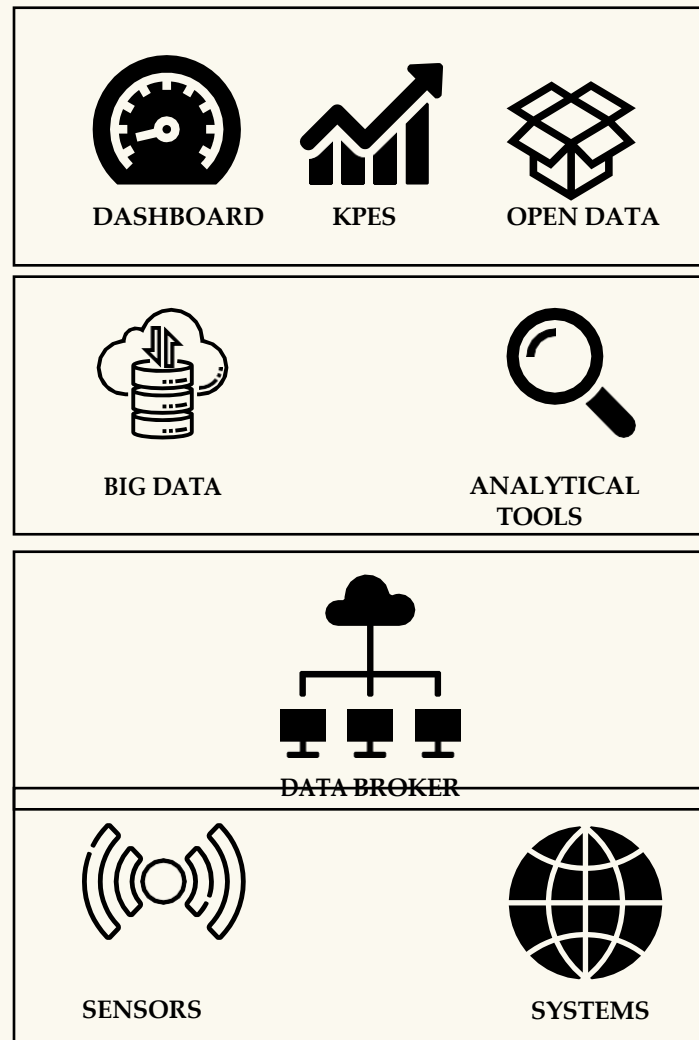 DASHBOARD KPES OPEN DATA
BIG DATA ANALYTICAL
TOOLS
DATA BROKER
SENSORS SYSTEMS